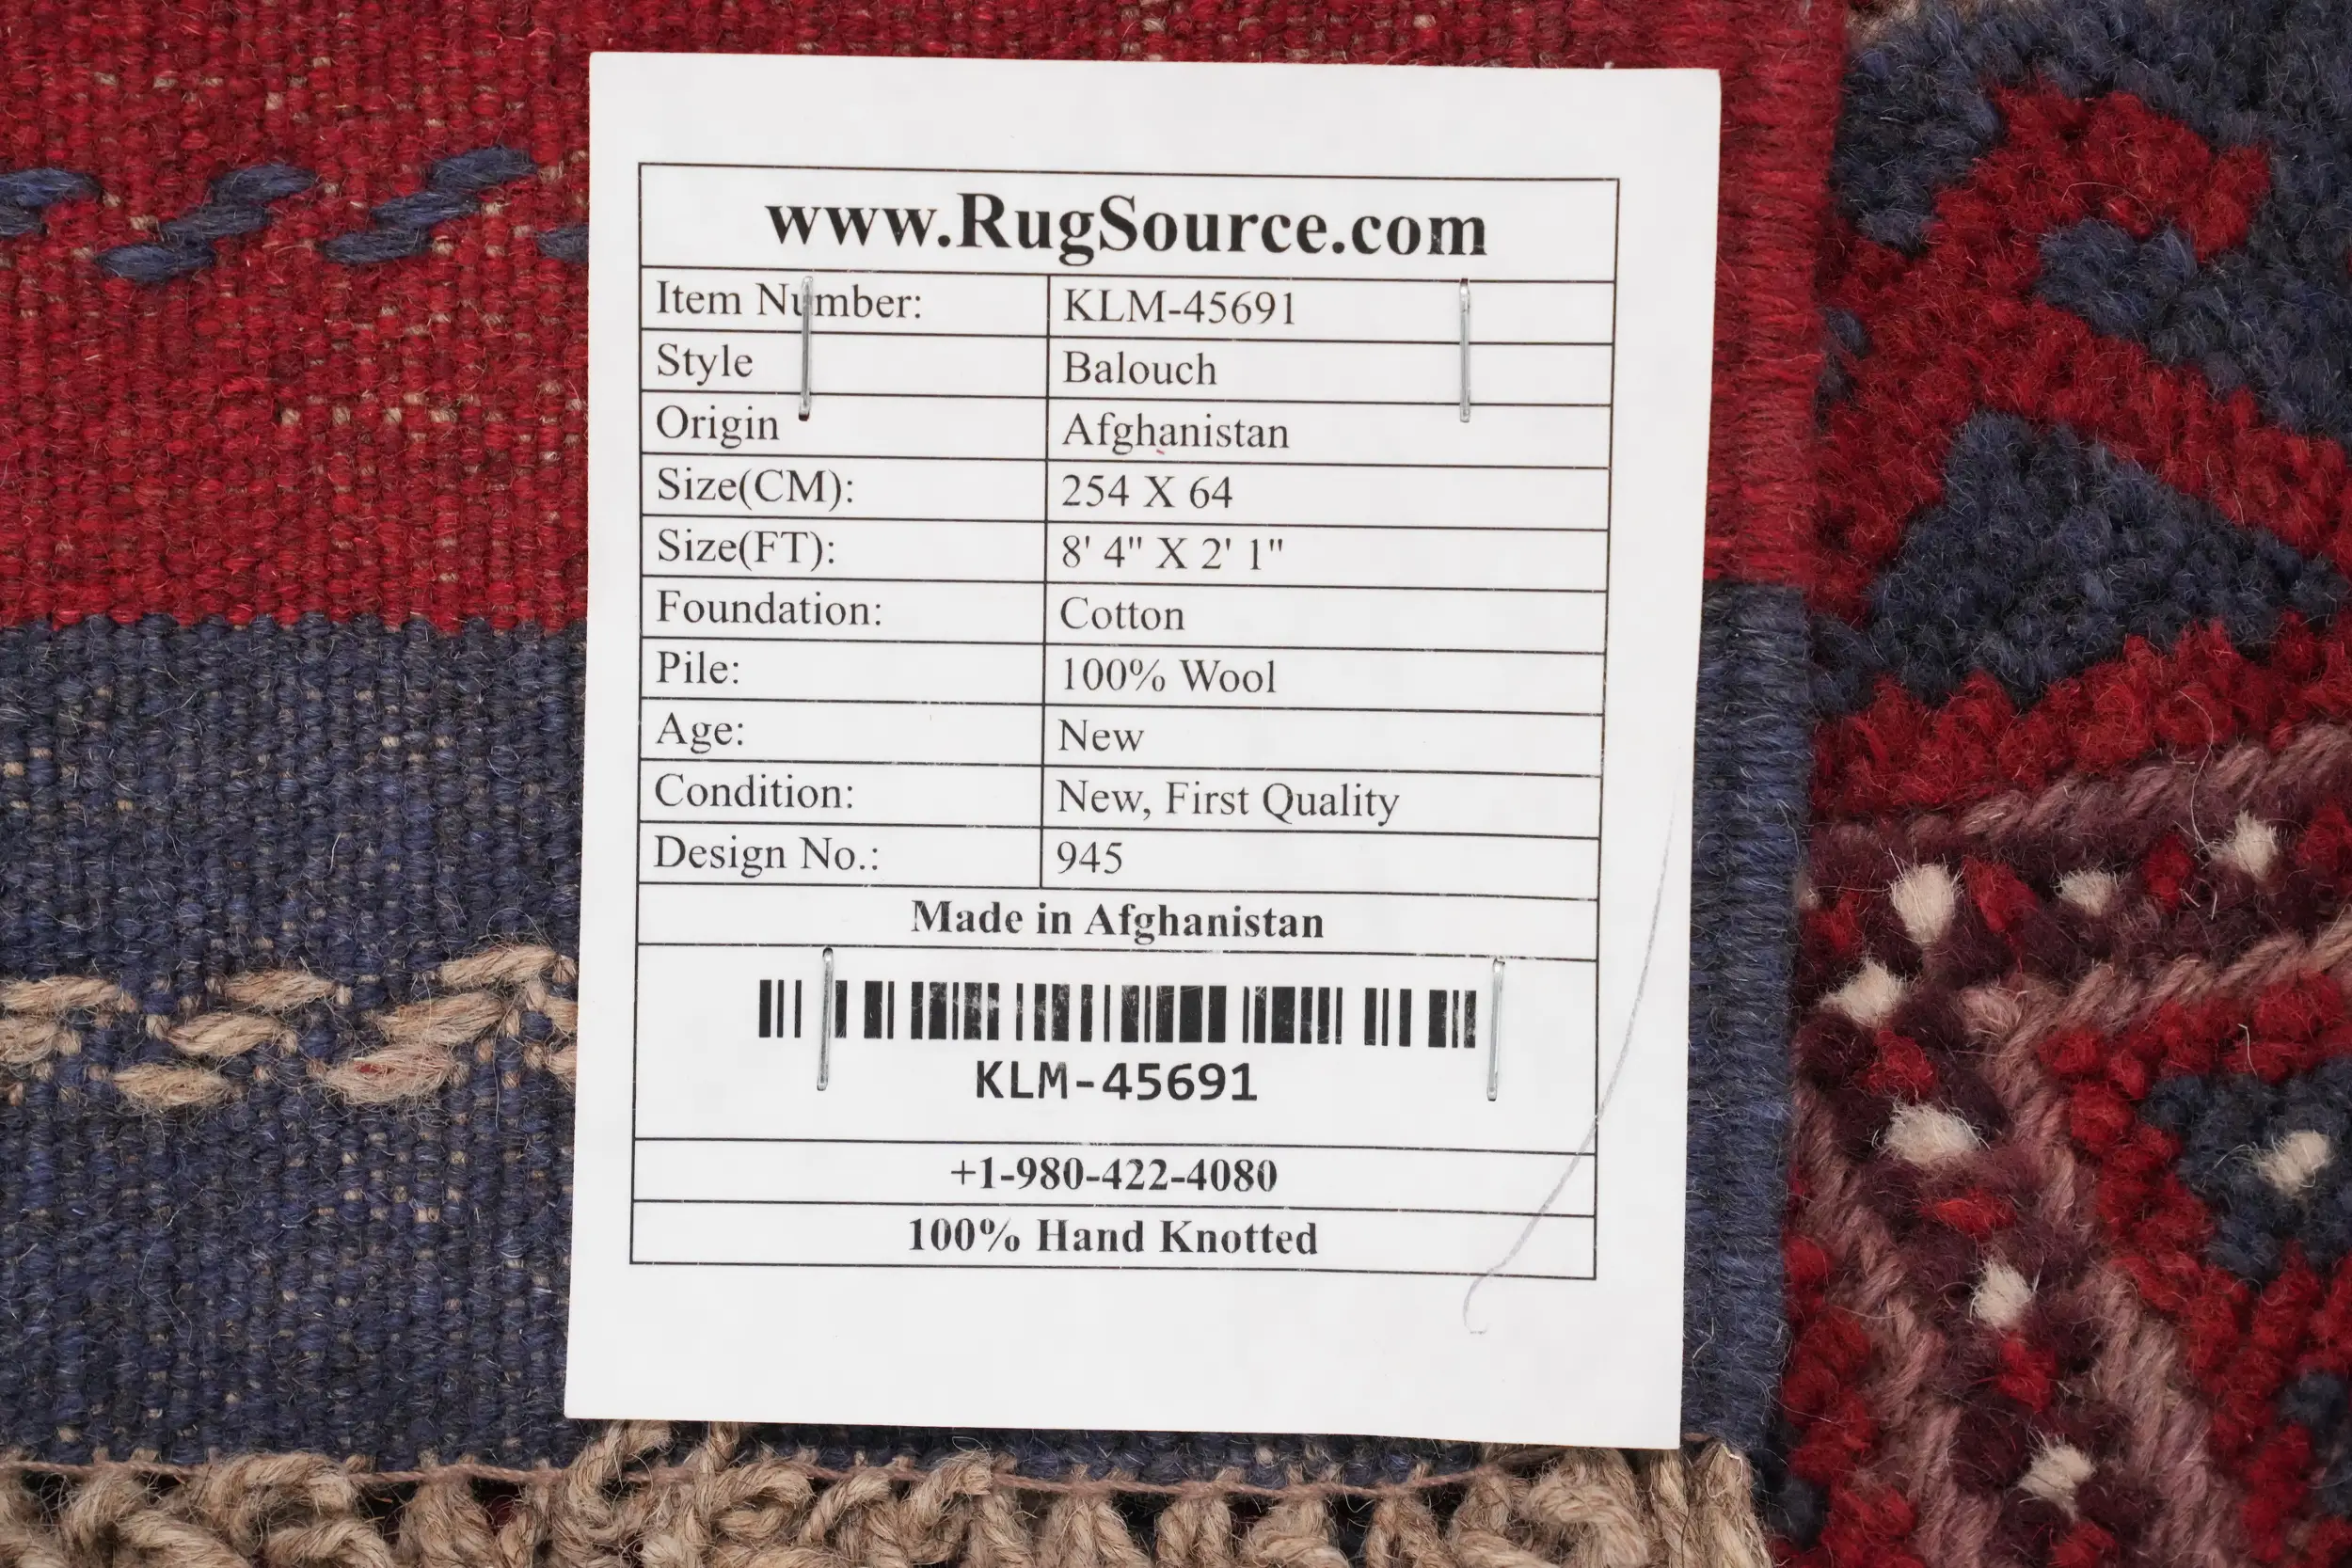 www.RugSource.com
Item Number: KLM-45691
Style Balouch
Origin Afghanistan
Size(CM): 254 X 64
Size(FT): 8' 4" X 2' 1"
Foundation: Cotton
Pile: 100% Wool
Age: New
Condition: New, First Quality
Design No.: 945
Made in Afghanistan
KLM-45691
+1-980-422-4080
100% Hand Knotted